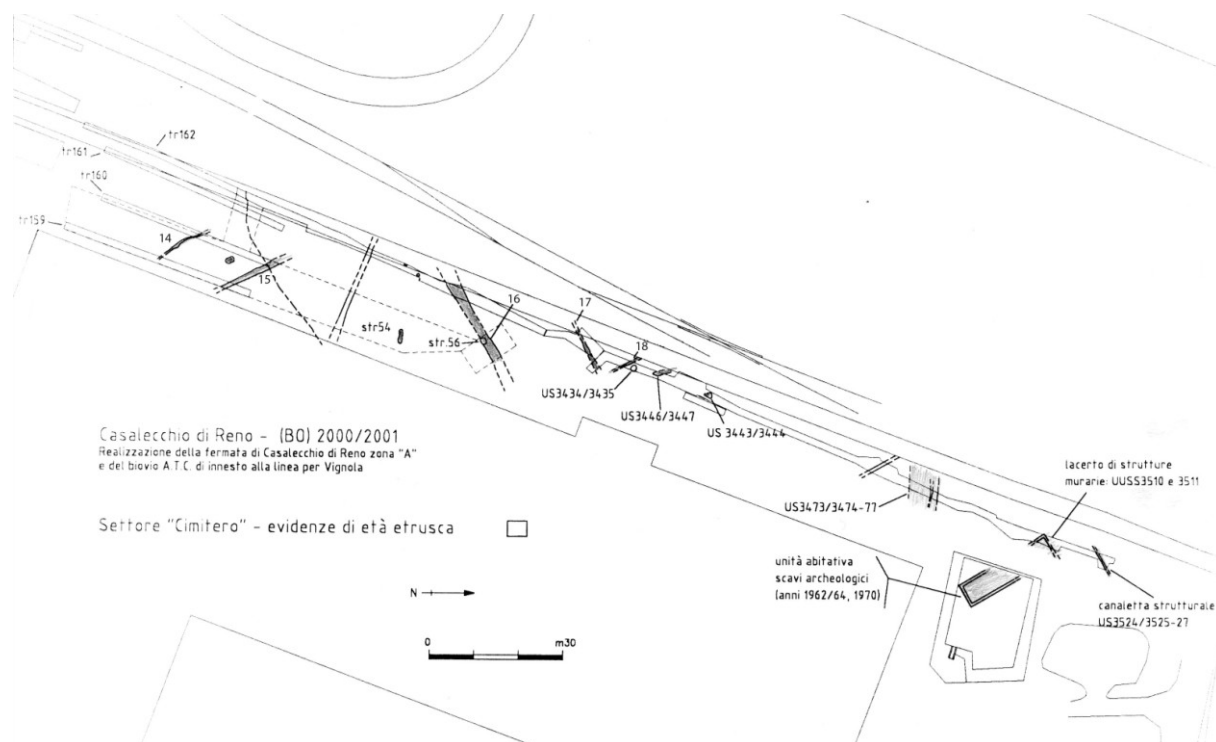 tr162
tr161
tr160
tr159
14
15
16
17
18
str54
str.56
US3434/3435
US3446/3447
US 3443/3444
Casalecchio di Reno - (BO) 2000/2001
Realizzazione della fermata di Casalecchio di Reno zona "A"
e del biovio A.T.C. di innesto alla linea per Vignola
Settore "Cimitero" - evidenze di età etrusca
US3473/3474-77
lacerto di strutture
murarie: UUSS3510 e 3511
unità abitativa
scavi archeologici
(anni 1962/64, 1970)
canaletta strutturale
US3524/3525-27
N
0
m30